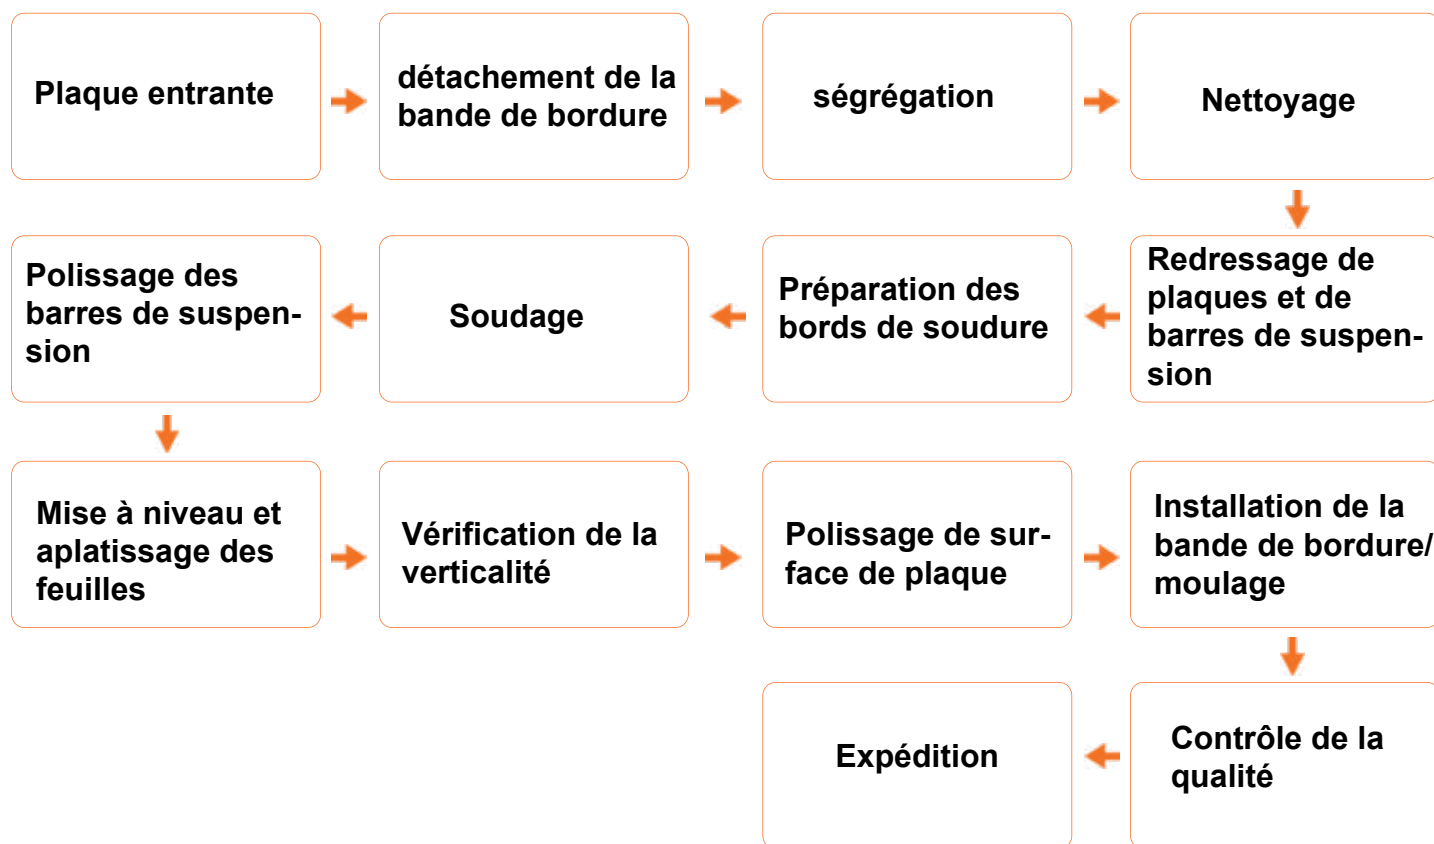 Plaque entrante
détachement de la
bande de bordure
ségrégation
Nettoyage
Redressage de
plaques et de
barres de suspen-
sion
Préparation des
bords de soudure
Soudage
Polissage des
barres de suspen-
sion
Mise à niveau et
aplatissage des
feuilles
Vérification de la
verticalité
Polissage de sur-
face de plaque
Installation de la
bande de bordure/
moulage
Contrôle de la
qualité
Expédition